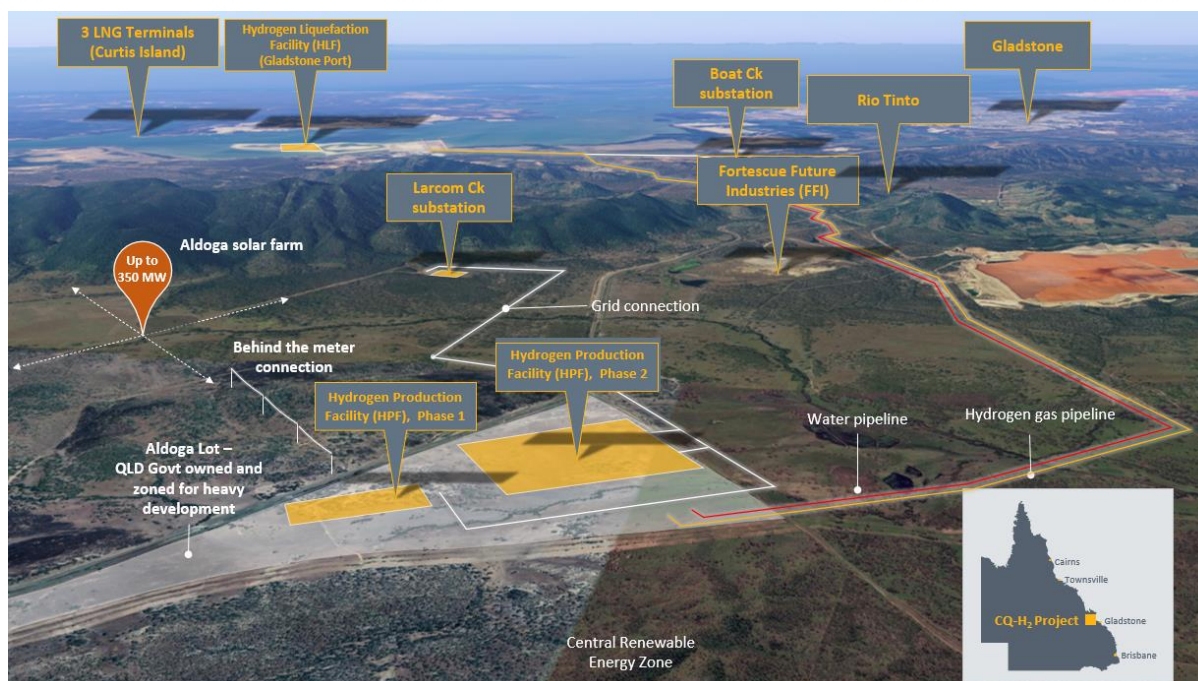 3 LNG Terminals
(Curtis Island)
Hydrogen Liquefaction
Facility (HLF)
(Gladstone Port)
Boat Ck
substation
Rio Tinto
Gladstone
Larcom Ck
substation
Fortescue Future
Industries (FFI)
Aldoga solar farm
Up to
350 MW
Grid connection
Behind the meter
connection
Hydrogen Production
Facility (HPF), Phase 1
Hydrogen Production
Facility (HPF), Phase 2
Water pipeline
Hydrogen gas pipeline
Aldoga Lot –
QLD Govt owned and
zoned for heavy
development
Central Renewable
Energy Zone
Cairns
Townsville
CQ-H₂ Project
Gladstone
Brisbane